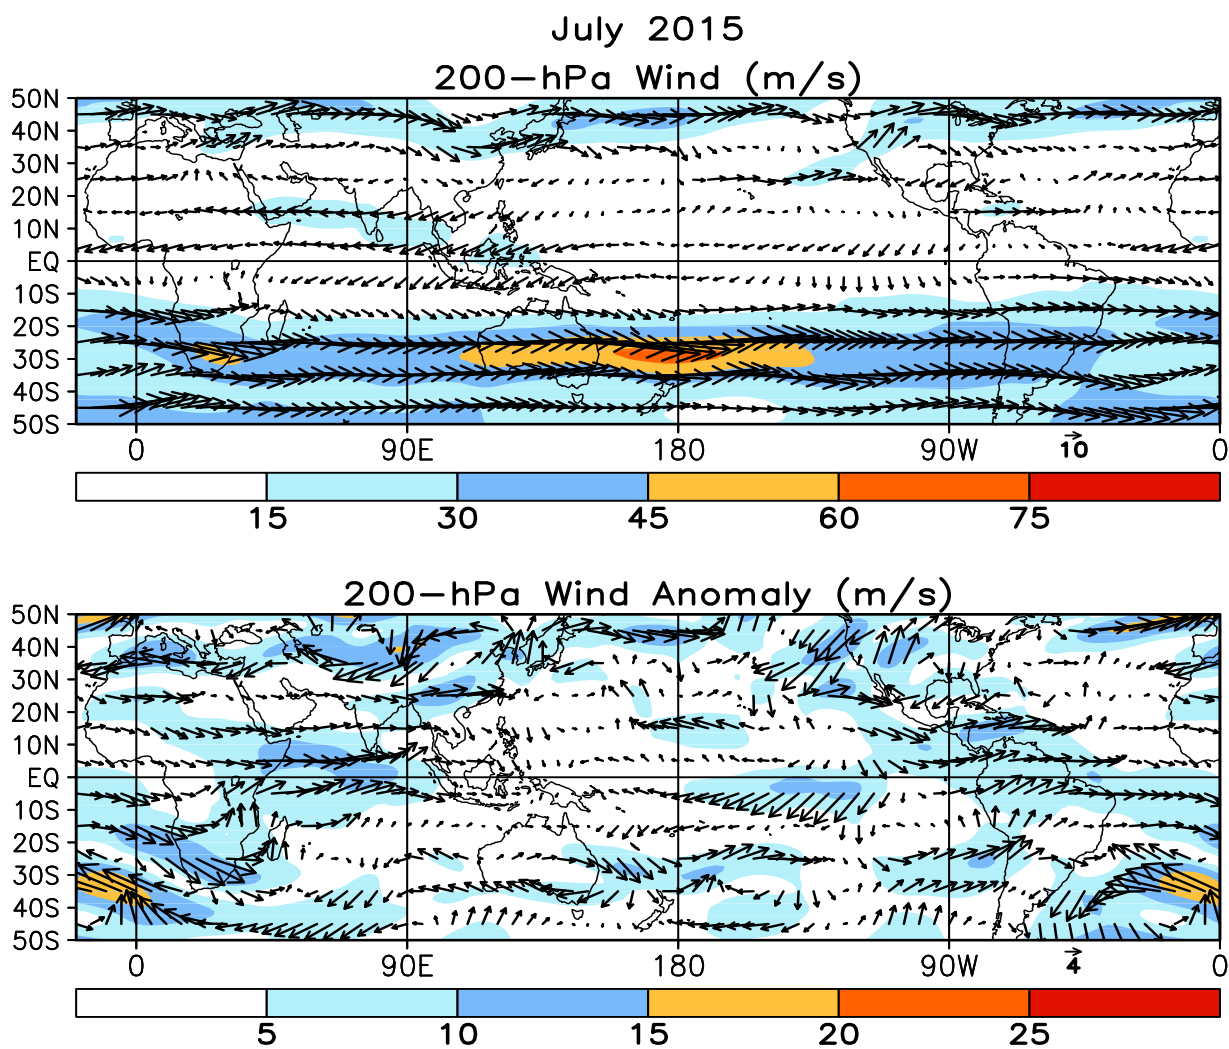 July 2015
200-hPa Wind (m/s)
50N
40N
30N
20N
10N
EQ
10S
20S
30S
40S
50S
0 90E 180 90W 10 0
15 30 45 60 75
200-hPa Wind Anomaly (m/s)
50N
40N
30N
20N
10N
EQ
10S
20S
30S
40S
50S
0 90E 180 90W 4 0
5 10 15 20 25